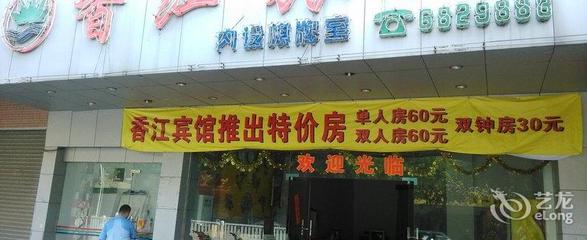 香江
内设棋牌室 ☎ 6829888
香江宾馆推出特价房 单人房60元 双人房60元 双钟房30元
欢迎光临
艺龙
eLong